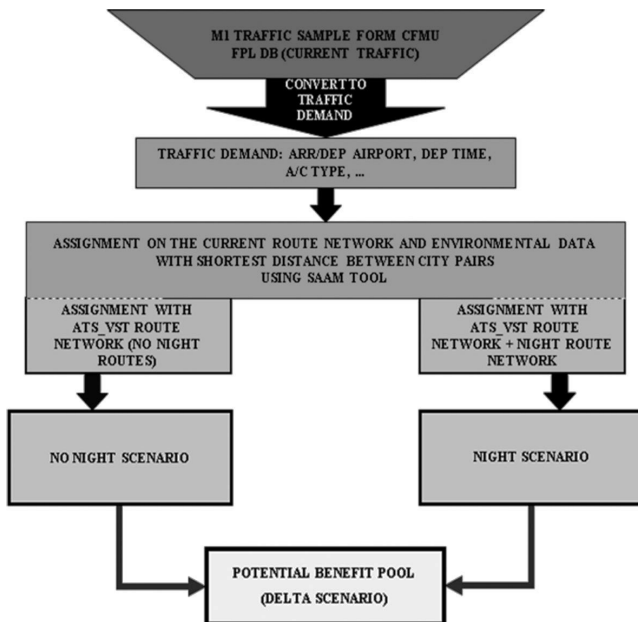 M1 TRAFFIC SAMPLE FORM CFMU
FPL DB (CURRENT TRAFFIC)
CONVERT TO
TRAFFIC
DEMAND
TRAFFIC DEMAND: ARR/DEP AIRPORT, DEP TIME,
A/C TYPE, ...
ASSIGNMENT ON THE CURRENT ROUTE NETWORK AND ENVIRONMENTAL DATA
WITH SHORTEST DISTANCE BETWEEN CITY PAIRS
USING SAAM TOOL
ASSIGNMENT WITH
ATS_VST ROUTE
NETWORK (NO NIGHT
ROUTES)
ASSIGNMENT WITH
ATS_VST ROUTE
NETWORK + NIGHT ROUTE
NETWORK
NO NIGHT SCENARIO
NIGHT SCENARIO
POTENTIAL BENEFIT POOL
(DELTA SCENARIO)